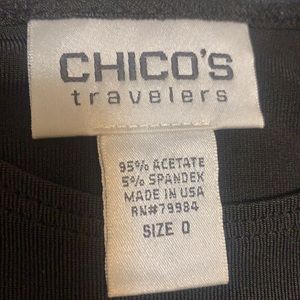 CHICO'S
travelers
95% ACETATE
5% SPANDEX
MADE IN USA
RN#79984
SIZE 0